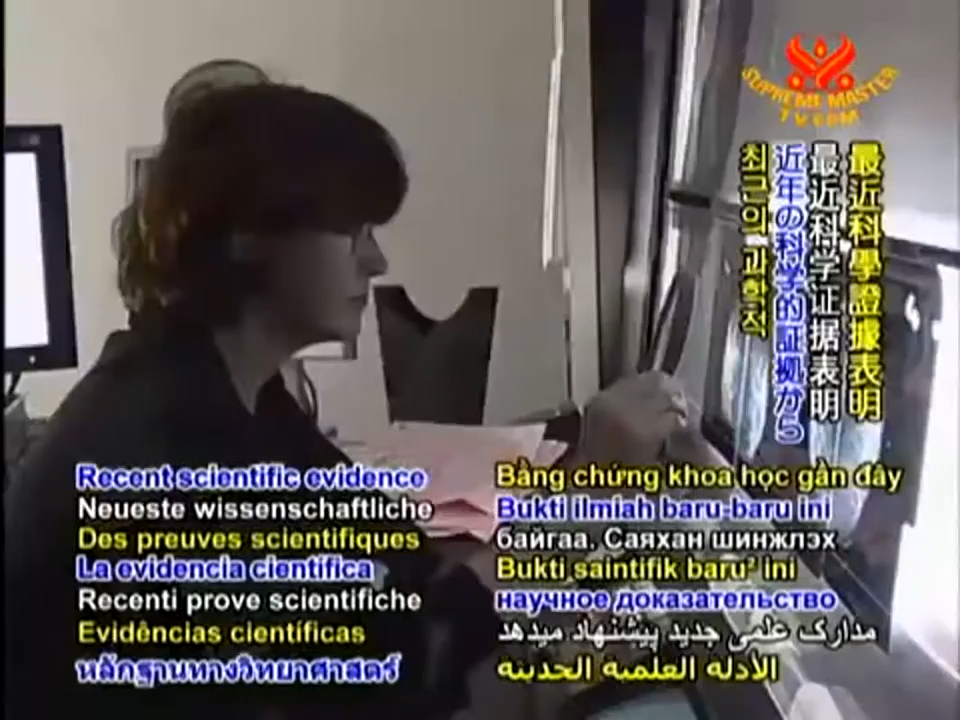 SUPREME MASTER
TV.COM
最近科學證據表明
最近科学证据表明
近年の科学的証拠から
최근의 과학적
Recent scientific evidence
Neueste wissenschaftliche
Des preuves scientifiques
La evidencia científica
Recenti prove scientifiche
Evidências científicas
หลักฐานทางวิทยาศาสตร์
Bằng chứng khoa học gần đây
Bukti ilmiah baru-baru ini
байгаа. Саяхан шинжлэх
Bukti saintifik baru² ini
научное доказательство
مدارک علمی جدید پیشنهاد میدهد
الأدلة العلمية الحديثة